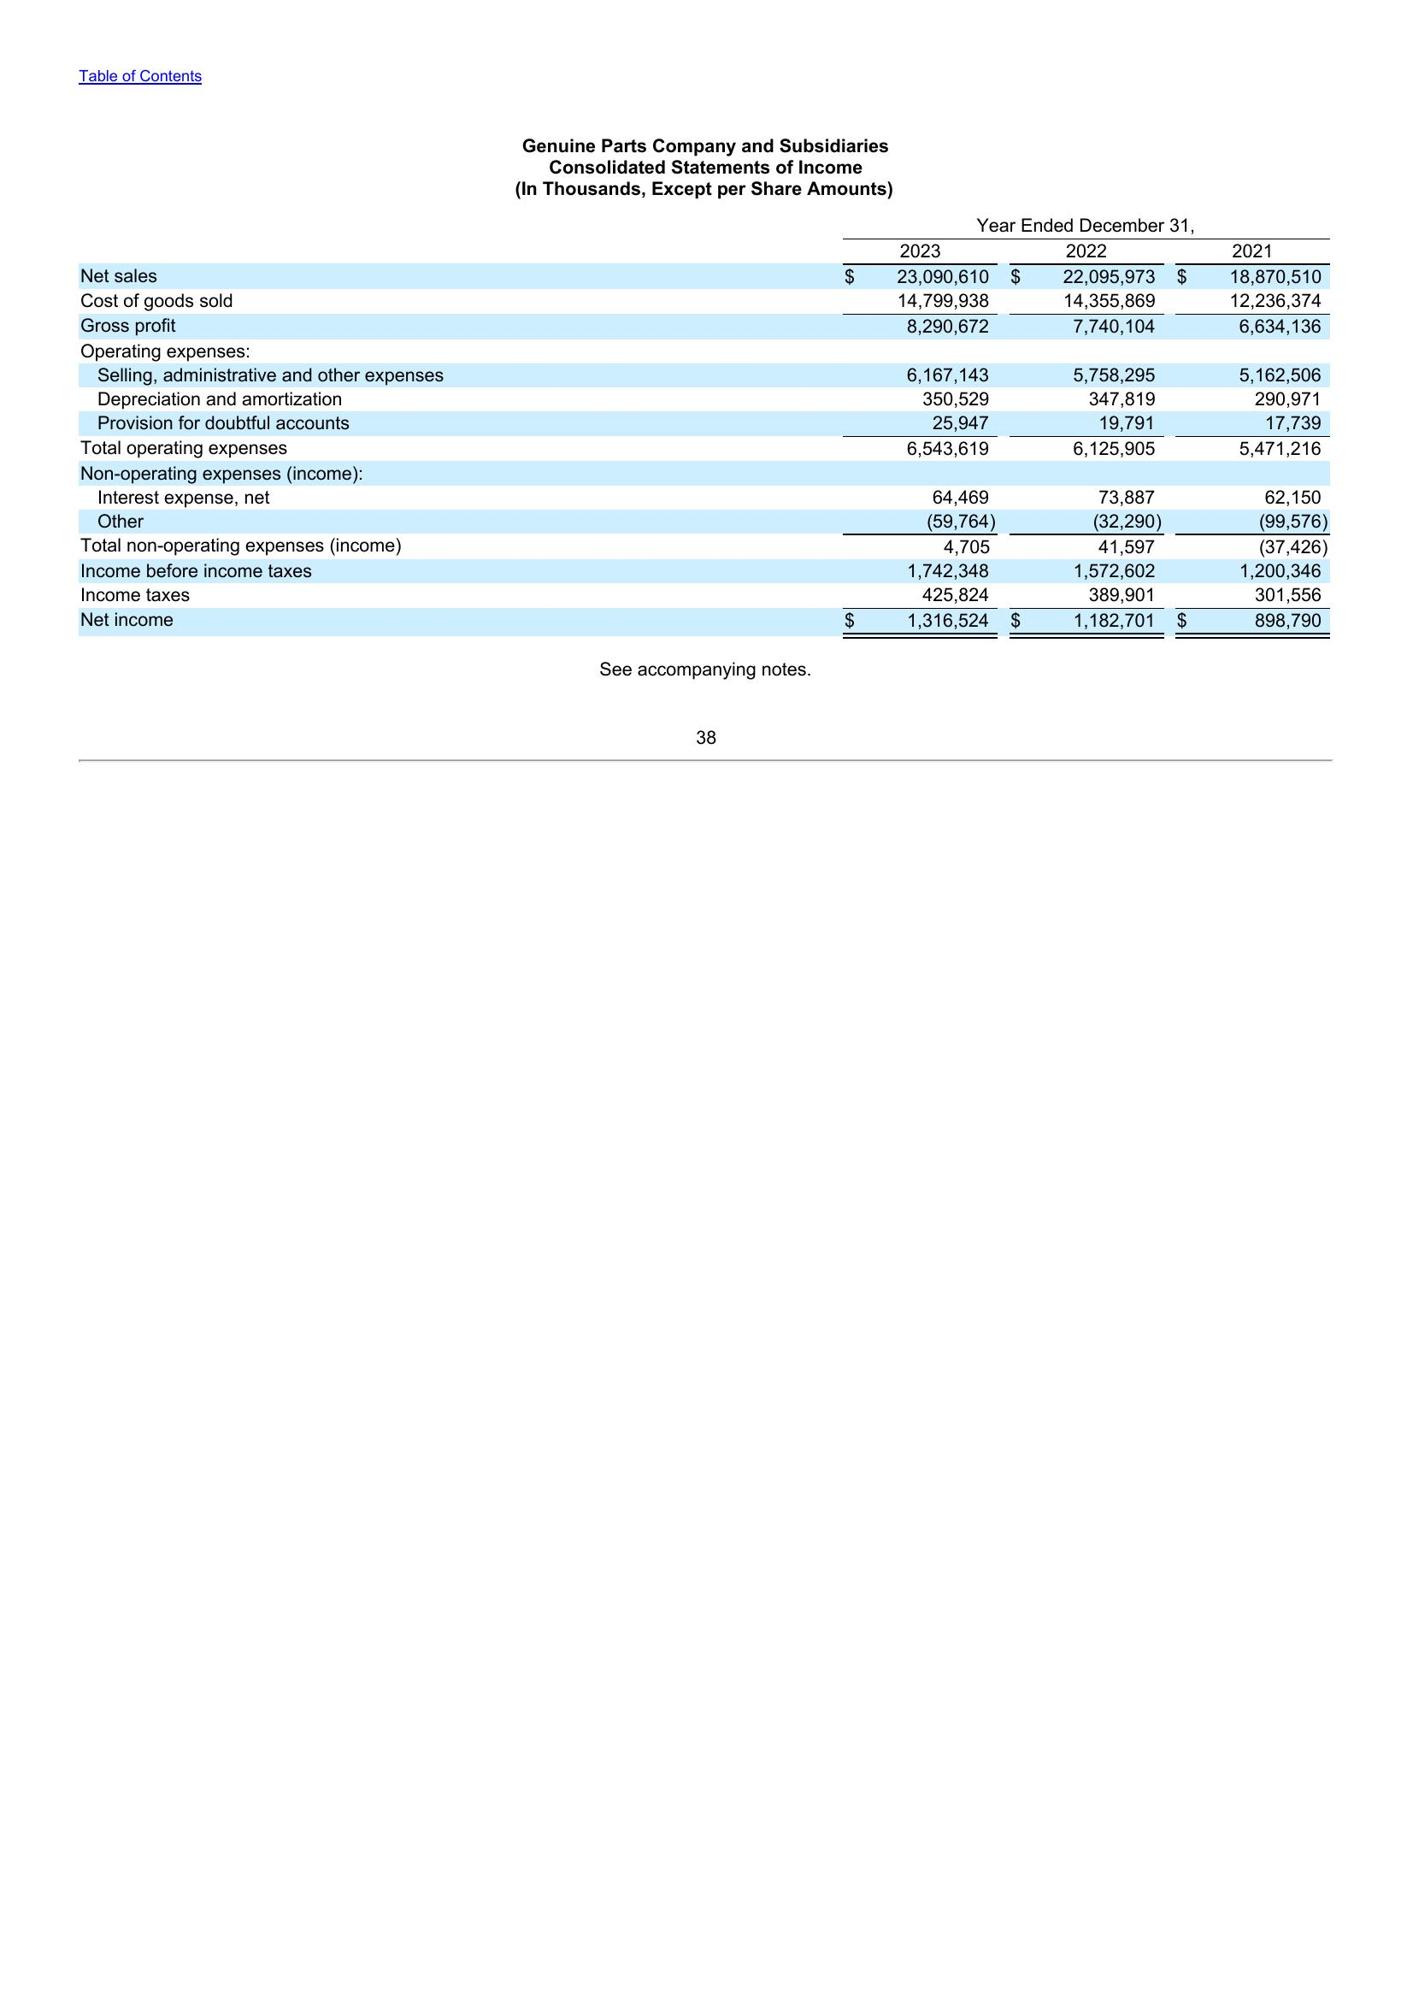 Table of Contents
Genuine Parts Company and Subsidiaries
Consolidated Statements of Income
(In Thousands, Except per Share Amounts)
Year Ended December 31,
2023 2022 2021
Net sales $ 23,090,610 $ 22,095,973 $ 18,870,510
Cost of goods sold 14,799,938 14,355,869 12,236,374
Gross profit 8,290,672 7,740,104 6,634,136
Operating expenses:
Selling, administrative and other expenses 6,167,143 5,758,295 5,162,506
Depreciation and amortization 350,529 347,819 290,971
Provision for doubtful accounts 25,947 19,791 17,739
Total operating expenses 6,543,619 6,125,905 5,471,216
Non-operating expenses (income):
Interest expense, net 64,469 73,887 62,150
Other (59,764) (32,290) (99,576)
Total non-operating expenses (income) 4,705 41,597 (37,426)
Income before income taxes 1,742,348 1,572,602 1,200,346
Income taxes 425,824 389,901 301,556
Net income $ 1,316,524 $ 1,182,701 $ 898,790
See accompanying notes.
38